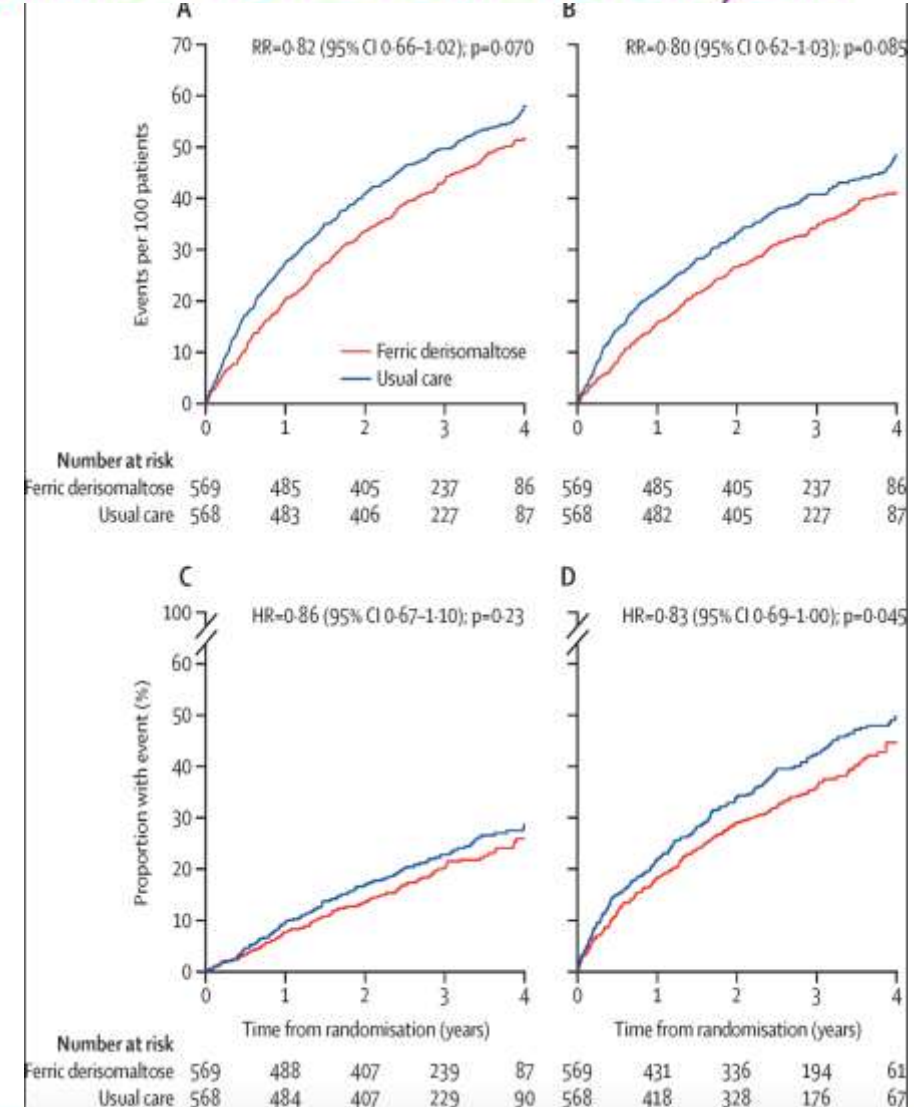 A
B
RR=0·82 (95% CI 0·66–1·02); p=0·070
RR=0·80 (95% CI 0·62–1·03); p=0·085
Events per 100 patients
70
60
50
40
30
20
10
0
Ferric derisomaltose
Usual care
0 1 2 3 4
0 1 2 3 4
Number at risk
Ferric derisomaltose 569 485 405 237 86 569 485 405 237 86
Usual care 568 483 406 227 87 568 482 405 227 87
C
D
HR=0·86 (95% CI 0·67–1·10); p=0·23
HR=0·83 (95% CI 0·69–1·00); p=0·045
Proportion with event (%)
100
60
50
40
30
20
10
0
0 1 2 3 4
0 1 2 3 4
Time from randomisation (years)
Time from randomisation (years)
Number at risk
Ferric derisomaltose 569 488 407 239 87 569 431 336 194 61
Usual care 568 484 407 229 90 568 418 328 176 67